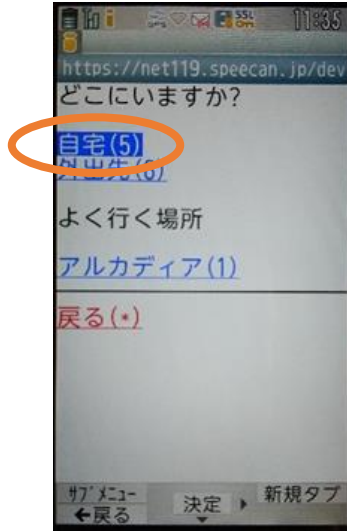 11:35
https://net119.speecan.jp/dev
どこにいますか?
自宅(5)
外出先(6)
よく行く場所
アルカディア(1)
戻る(*)
サブメニュー
戻る
決定
新規タブ